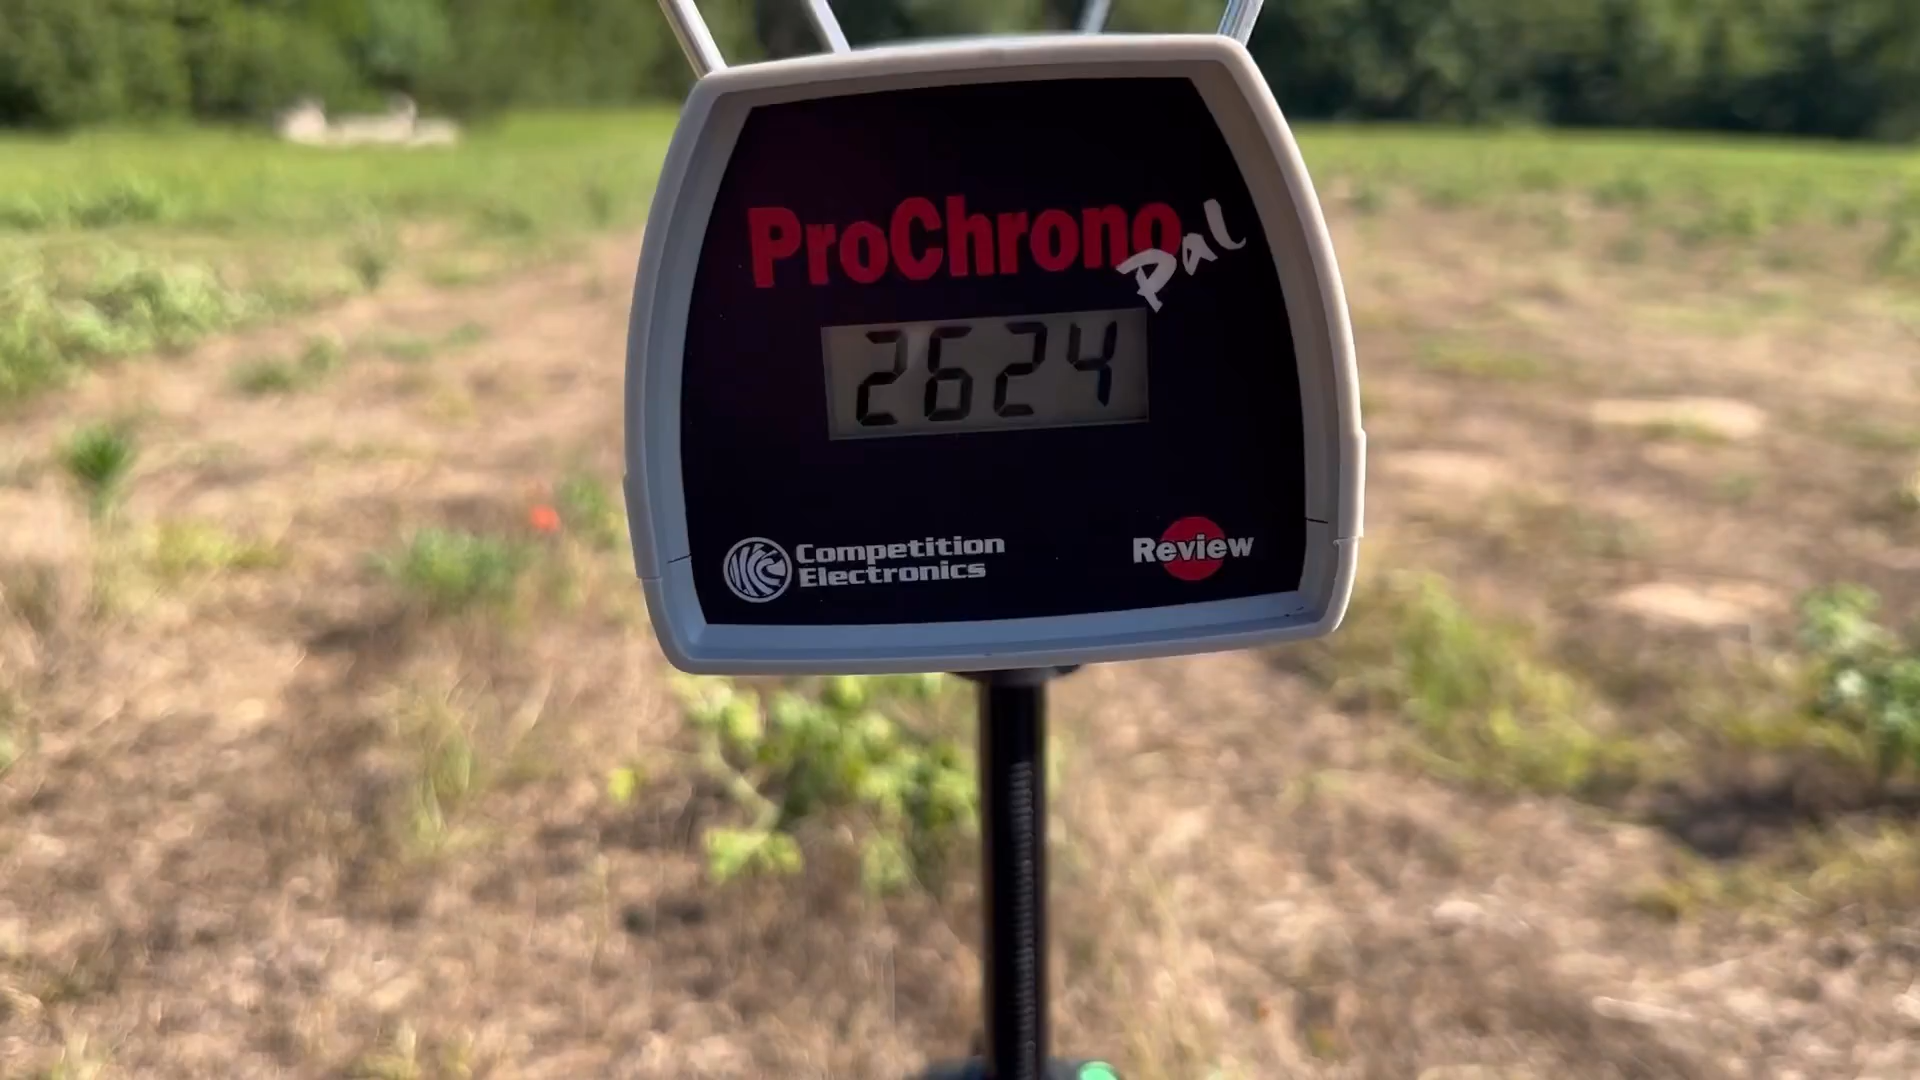 ProChrono
Pal
2624
Competition
Electronics
Review